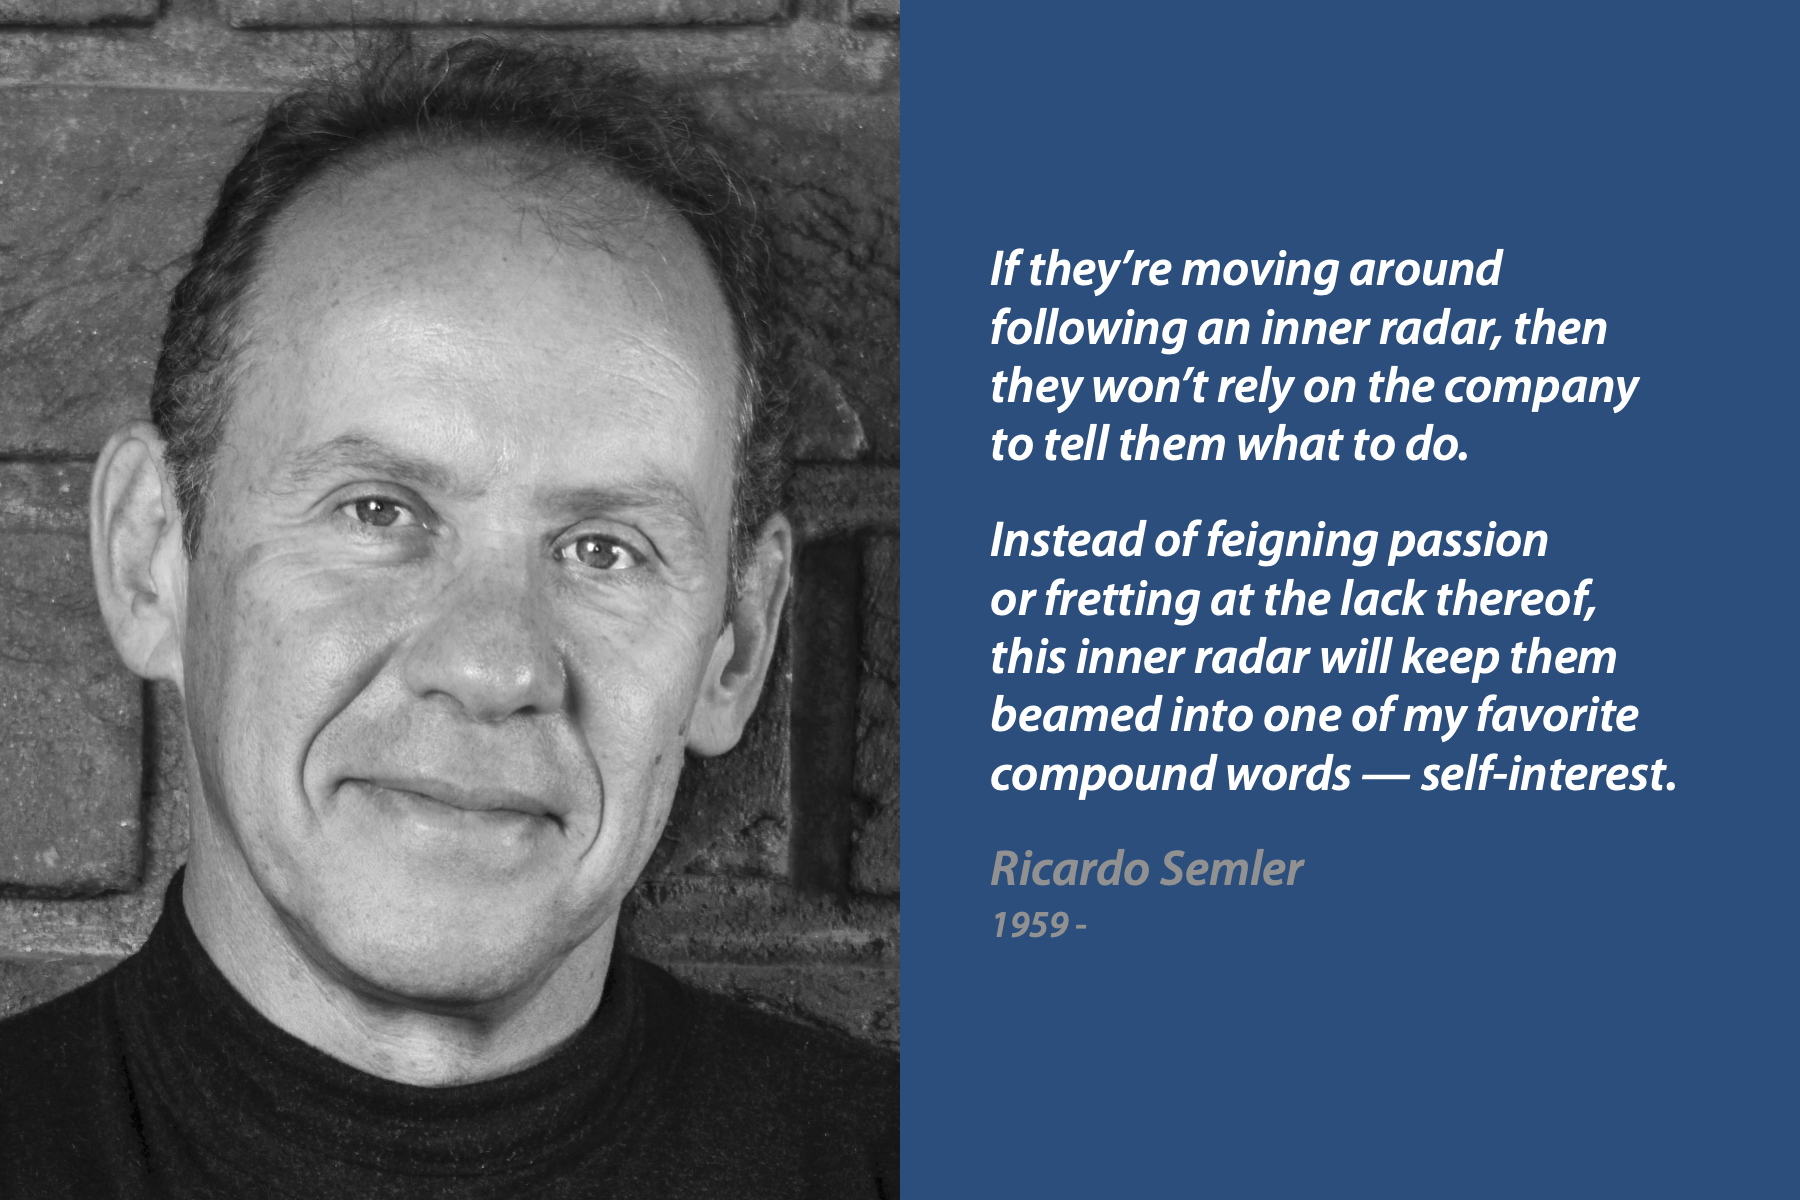 If they’re moving around
following an inner radar, then
they won’t rely on the company
to tell them what to do.
Instead of feigning passion
or fretting at the lack thereof,
this inner radar will keep them
beamed into one of my favorite
compound words — self-interest.
Ricardo Semler
1959 -